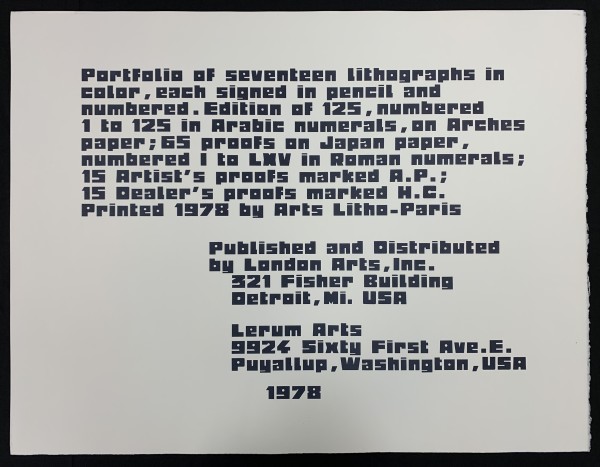 Portfolio of seventeen lithographs in
color, each signed in pencil and
numbered. Edition of 125, numbered
1 to 125 in Arabic numerals, on Arches
paper; 65 proofs on Japan paper,
numbered I to LXV in Roman numerals;
15 Artist's proofs marked A.P.;
15 Dealer's proofs marked H.C.
Printed 1978 by Arts Litho-Paris
Published and Distributed
by London Arts, Inc.
321 Fisher Building
Detroit, Mi. USA
Lerum Arts
9924 Sixty First Ave. E.
Puyallup, Washington, USA
1978